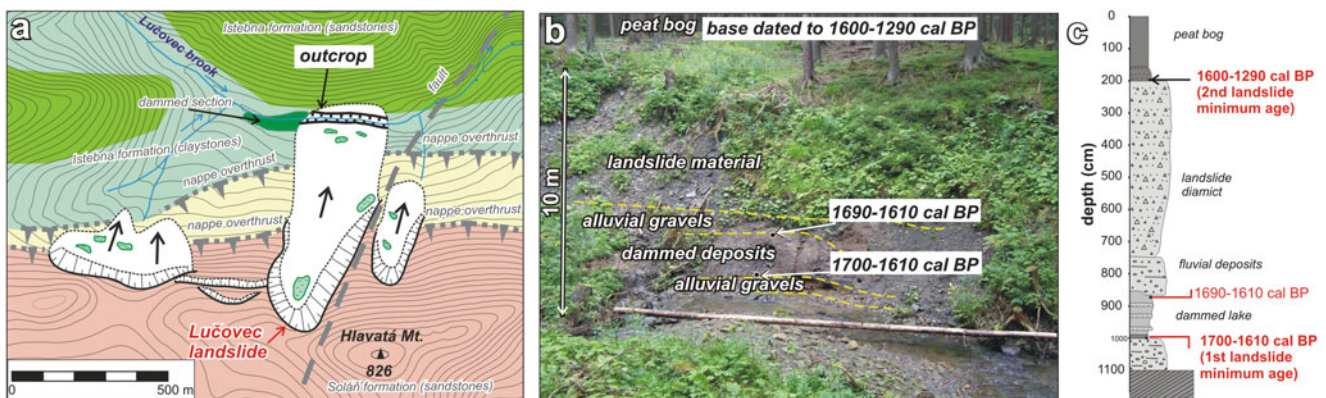 a
Lučovec
brook
Istebna formation (sandstones)
outcrop
dammed section
fault
Istebna formation (claystones)
nappe overthrust
nappe overthrust
nappe overthrust
nappe overthrust
Lučovec
landslide
Hlavatá Mt.
826
Soláň formation (sandstones)
0
500 m
b
peat bog
base dated to 1600-1290 cal BP
10 m
landslide material
alluvial gravels
1690-1610 cal BP
dammed deposits
1700-1610 cal BP
alluvial gravels
c
depth (cm)
0
100
200
300
400
500
600
700
800
900
1000
1100
peat bog
1600-1290 cal BP
(2nd landslide
minimum age)
landslide
diamict
fluvial deposits
1690-1610 cal BP
dammed lake
1700-1610 cal BP
(1st landslide
minimum age)